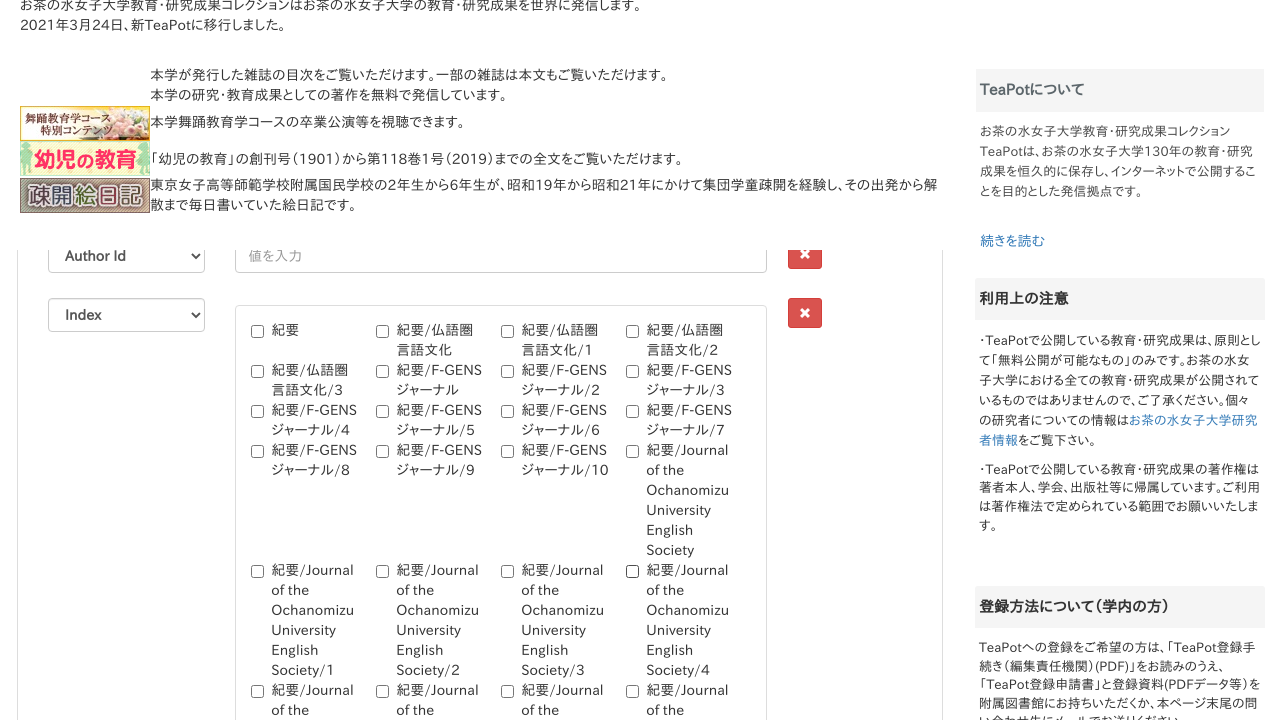 お茶の水女子大学教育・研究成果コレクションはお茶の水女子大学の教育・研究成果を世界に発信します。
2021年3月24日、新TeaPotに移行しました。
本学が発行した雑誌の目次をご覧いただけます。一部の雑誌は本文もご覧いただけます。
本学の研究・教育成果としての著作を無料で発信しています。
舞踊教育学コース
特別コンテンツ
本学舞踊教育学コースの卒業公演等を視聴できます。
幼児の教育
「幼児の教育」の創刊号（1901）から第118巻1号（2019）までの全文をご覧いただけます。
疎開絵日記
東京女子高等師範学校附属国民学校の2年生から6年生が、昭和19年から昭和21年にかけて集団学童疎開を経験し、その出発から解
散まで毎日書いていた絵日記です。
Author Id
値を入力
Index
紀要
紀要/仏語圏
言語文化
紀要/仏語圏
言語文化/1
紀要/仏語圏
言語文化/2
紀要/仏語圏
言語文化/3
紀要/F-GENS
ジャーナル
紀要/F-GENS
ジャーナル/2
紀要/F-GENS
ジャーナル/3
紀要/F-GENS
ジャーナル/4
紀要/F-GENS
ジャーナル/5
紀要/F-GENS
ジャーナル/6
紀要/F-GENS
ジャーナル/7
紀要/F-GENS
ジャーナル/8
紀要/F-GENS
ジャーナル/9
紀要/F-GENS
ジャーナル/10
紀要/Journal
of the
Ochanomizu
University
English
Society
紀要/Journal
of the
Ochanomizu
University
English
Society/1
紀要/Journal
of the
Ochanomizu
University
English
Society/2
紀要/Journal
of the
Ochanomizu
University
English
Society/3
紀要/Journal
of the
Ochanomizu
University
English
Society/4
紀要/Journal
of the
紀要/Journal
of the
紀要/Journal
of the
紀要/Journal
of the
TeaPotについて
お茶の水女子大学教育・研究成果コレクション
TeaPotは、お茶の水女子大学130年の教育・研究
成果を恒久的に保存し、インターネットで公開するこ
とを目的とした発信拠点です。
続きを読む
利用上の注意
・TeaPotで公開している教育・研究成果は、原則とし
て「無料公開が可能なもの」のみです。お茶の水女
子大学における全ての教育・研究成果が公開されて
いるものではありませんので、ご了承ください。個々
の研究者についての情報はお茶の水女子大学研究
者情報をご覧下さい。
・TeaPotで公開している教育・研究成果の著作権は
著者本人、学会、出版社等に帰属しています。ご利用
は著作権法で定められている範囲でお願いいたしま
す。
登録方法について（学内の方）
TeaPotへの登録をご希望の方は、「TeaPot登録手
続き（編集責任機関）(PDF)」をお読みのうえ、
「TeaPot登録申請書」と登録資料(PDFデータ等）を
附属図書館にお持ちいただくか、本ページ末尾の問
い合わせ先にメールでお送りください。